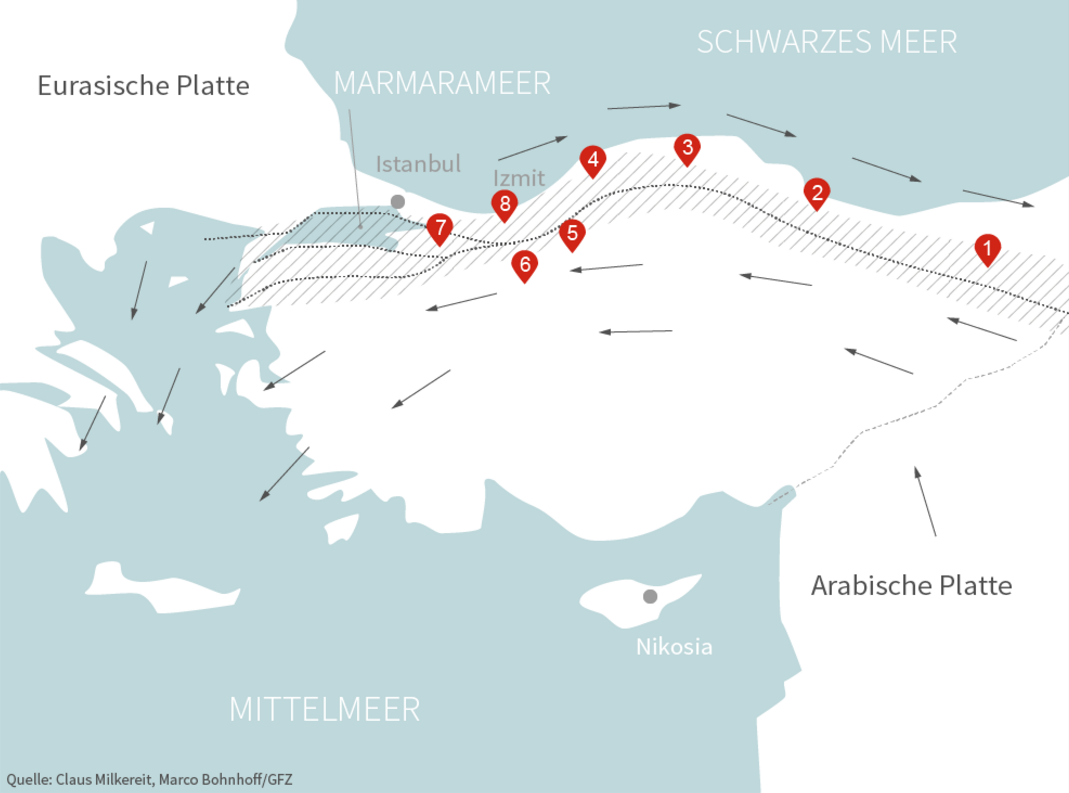 SCHWARZES MEER
Eurasische Platte
MARMARAMEER
Istanbul
Izmit
3
4
2
8
7
5
1
6
Arabische Platte
Nikosia
MITTELMEER
Quelle: Claus Milkereit, Marco Bohnhoff/GFZ